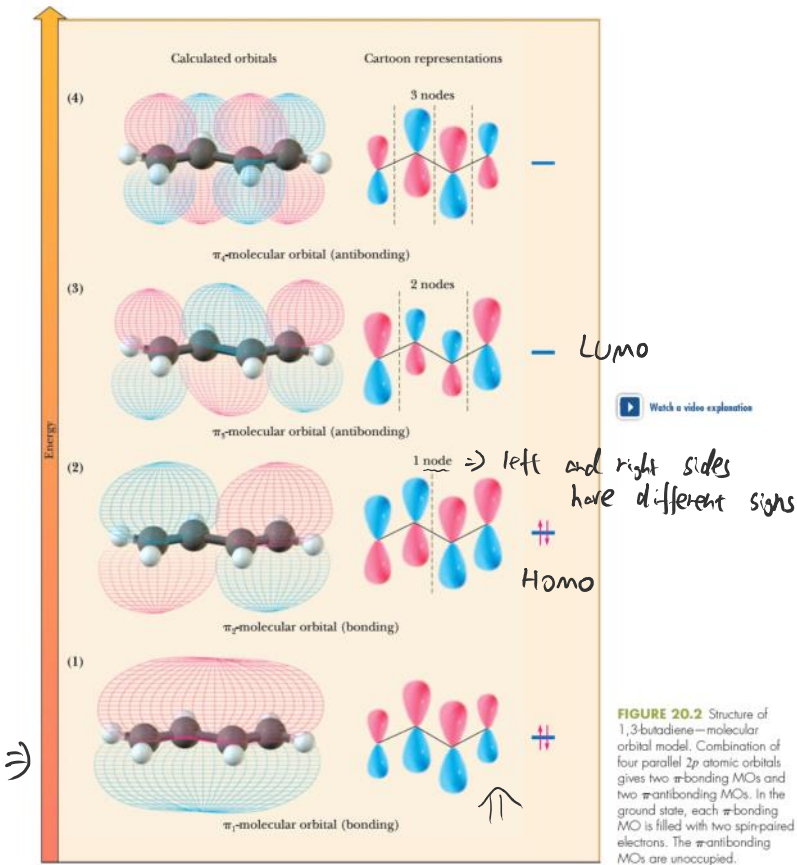 Calculated orbitals
Cartoon representations
(4)
3 nodes
π4-molecular orbital (antibonding)
(3)
2 nodes
LUMO
Watch a video explanation
π3-molecular orbital (antibonding)
Energy
(2)
1 node => left and right sides
have different signs
HOMO
π2-molecular orbital (bonding)
(1)
=>
π1-molecular orbital (bonding)
FIGURE 20.2 Structure of
1,3-butadiene—molecular
orbital model. Combination of
four parallel 2p atomic orbitals
gives two π-bonding MOs and
two π-antibonding MOs. In the
ground state, each π-bonding
MO is filled with two spin-paired
electrons. The π-antibonding
MOs are unoccupied.